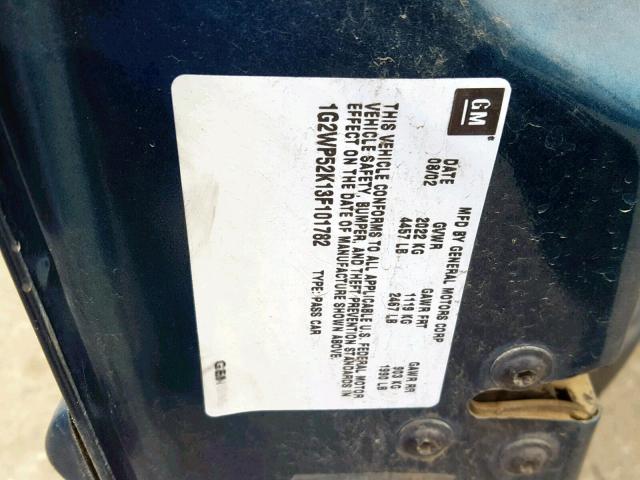 GM
MFD BY GENERAL MOTORS CORP
DATE GVWR GAWR FRT GAWR RR
08/02 2022 KG 1119 KG 903 KG
4457 LB 2467 LB 1990 LB
THIS VEHICLE CONFORMS TO ALL APPLICABLE U.S. FEDERAL MOTOR
VEHICLE SAFETY, BUMPER, AND THEFT PREVENTION STANDARDS IN
EFFECT ON THE DATE OF MANUFACTURE SHOWN ABOVE.
1G2WP52K13F101782 TYPE: PASS CAR